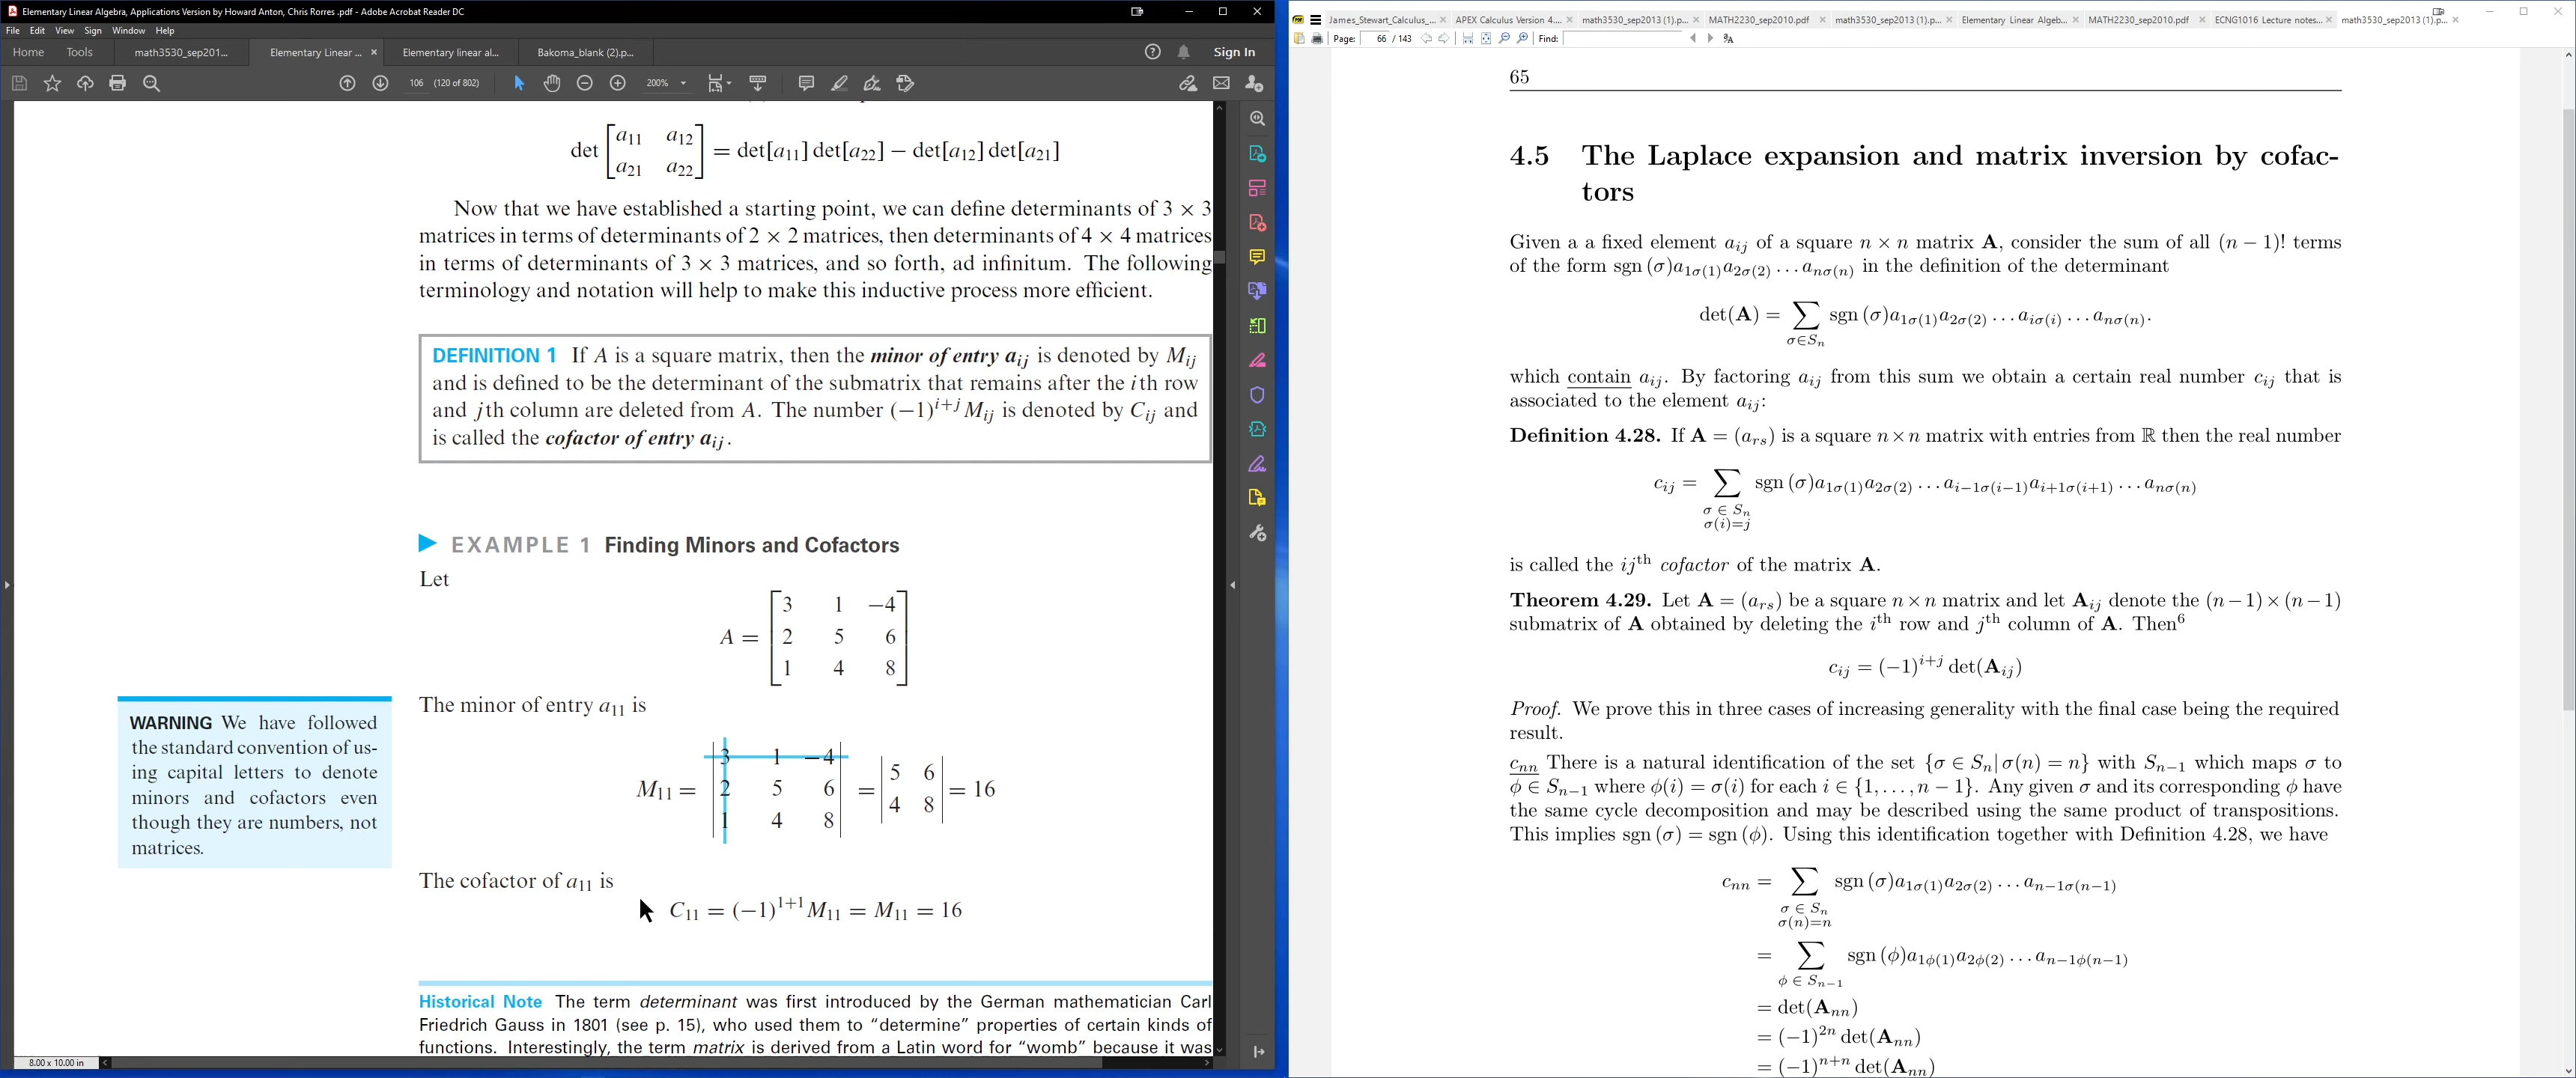 Elementary Linear Algebra, Applications Version by Howard Anton, Chris Rorres .pdf - Adobe Acrobat Reader DC
File Edit View Sign Window Help
Home Tools math3530_sep201... Elementary Linear ... × Elementary linear al... Bakoma_blank (2).p... Sign In
106 (120 of 802) 200%
det [a11 a12
a21 a22] = det[a11] det[a22] − det[a12] det[a21]
Now that we have established a starting point, we can define determinants of 3 × 3
matrices in terms of determinants of 2 × 2 matrices, then determinants of 4 × 4 matrices
in terms of determinants of 3 × 3 matrices, and so forth, ad infinitum. The following
terminology and notation will help to make this inductive process more efficient.
DEFINITION 1 If A is a square matrix, then the minor of entry aij is denoted by Mij
and is defined to be the determinant of the submatrix that remains after the ith row
and jth column are deleted from A. The number (−1)^i+j Mij is denoted by Cij and
is called the cofactor of entry aij.
EXAMPLE 1 Finding Minors and Cofactors
Let
3 1 −4
A = 2 5 6
1 4 8
The minor of entry a11 is
3 1 −4
M11 = 2 5 6 = |5 6
4 8| = 16
1 4 8
The cofactor of a11 is
C11 = (−1)^1+1 M11 = M11 = 16
WARNING We have followed
the standard convention of us-
ing capital letters to denote
minors and cofactors even
though they are numbers, not
matrices.
Historical Note The term determinant was first introduced by the German mathematician Carl
Friedrich Gauss in 1801 (see p. 15), who used them to “determine” properties of certain kinds of
functions. Interestingly, the term matrix is derived from a Latin word for “womb” because it was
8.00 x 10.00 in
James_Stewart_Calculus_... × APEX Calculus Version 4.... × math3530_sep2013 (1).p... × MATH2230_sep2010.pdf × math3530_sep2013 (1).p... × Elementary Linear Algeb... × MATH2230_sep2010.pdf × ECNG1016 Lecture notes... × math3530_sep2013 (1).p... ×
Page: 66 / 143 Find:
65
4.5 The Laplace expansion and matrix inversion by cofac-
tors
Given a a fixed element aij of a square n × n matrix A, consider the sum of all (n − 1)! terms
of the form sgn (σ)a1σ(1)a2σ(2) . . . anσ(n) in the definition of the determinant
det(A) = ∑ sgn (σ)a1σ(1)a2σ(2) . . . aiσ(i) . . . anσ(n).
σ∈Sn
which contain aij. By factoring aij from this sum we obtain a certain real number cij that is
associated to the element aij:
Definition 4.28. If A = (ars) is a square n × n matrix with entries from ℝ then the real number
cij = ∑ sgn (σ)a1σ(1)a2σ(2) . . . ai−1σ(i−1)ai+1σ(i+1) . . . anσ(n)
σ ∈ Sn
σ(i)=j
is called the ij^th cofactor of the matrix A.
Theorem 4.29. Let A = (ars) be a square n × n matrix and let Aij denote the (n − 1) × (n − 1)
submatrix of A obtained by deleting the i^th row and j^th column of A. Then^6
cij = (−1)^i+j det(Aij)
Proof. We prove this in three cases of increasing generality with the final case being the required
result.
cnn There is a natural identification of the set {σ ∈ Sn| σ(n) = n} with Sn−1 which maps σ to
ϕ ∈ Sn−1 where ϕ(i) = σ(i) for each i ∈ {1, . . . , n − 1}. Any given σ and its corresponding ϕ have
the same cycle decomposition and may be described using the same product of transpositions.
This implies sgn (σ) = sgn (ϕ). Using this identification together with Definition 4.28, we have
cnn = ∑ sgn (σ)a1σ(1)a2σ(2) . . . an−1σ(n−1)
σ ∈ Sn
σ(n)=n
= ∑ sgn (ϕ)a1ϕ(1)a2ϕ(2) . . . an−1ϕ(n−1)
ϕ ∈ Sn−1
= det(Ann)
= (−1)^2n det(Ann)
= (−1)^n+n det(Ann)